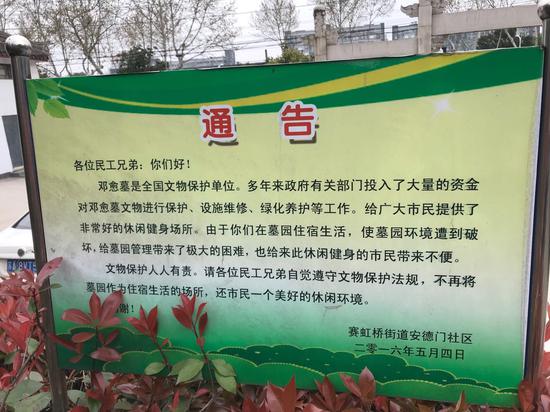 通告
各位民工兄弟：你们好！
邓愈墓是全国文物保护单位。多年来政府有关部门投入了大量的资金
对邓愈墓文物进行保护、设施维修、绿化养护等工作。给广大市民提供了
非常好的休闲健身场所。由于你们在墓园住宿生活，使墓园环境遭到破
坏，给墓园管理带来了极大的困难，也给来此休闲健身的市民带来不便。
文物保护人人有责。请各位民工兄弟自觉遵守文物保护法规，不再将
墓园作为住宿生活的场所，还市民一个美好的休闲环境。
谢！
赛虹桥街道安德门社区
二零一六年五月四日